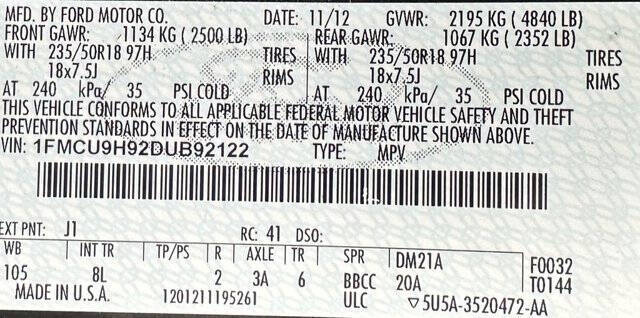 MFD. BY FORD MOTOR CO. DATE: 11/12 GVWR: 2195 KG ( 4840 LB)
FRONT GAWR: 1134 KG ( 2500 LB) REAR GAWR: 1067 KG ( 2352 LB)
WITH 235/50R18 97H TIRES WITH 235/50R18 97H TIRES
18x7.5J RIMS 18x7.5J RIMS
AT 240 kPa/ 35 PSI COLD AT 240 kPa/ 35 PSI COLD
THIS VEHICLE CONFORMS TO ALL APPLICABLE FEDERAL MOTOR VEHICLE SAFETY AND THEFT
PREVENTION STANDARDS IN EFFECT ON THE DATE OF MANUFACTURE SHOWN ABOVE.
VIN: 1FMCU9H92DUB92122 TYPE: MPV
EXT PNT: J1 RC: 41 DSO:
WB INT TR TP/PS R AXLE TR SPR DM21A F0032
105 8L 2 3A 6 BBCC 20A T0144
MADE IN U.S.A. 1201211195261 ULC ▽5U5A-3520472-AA